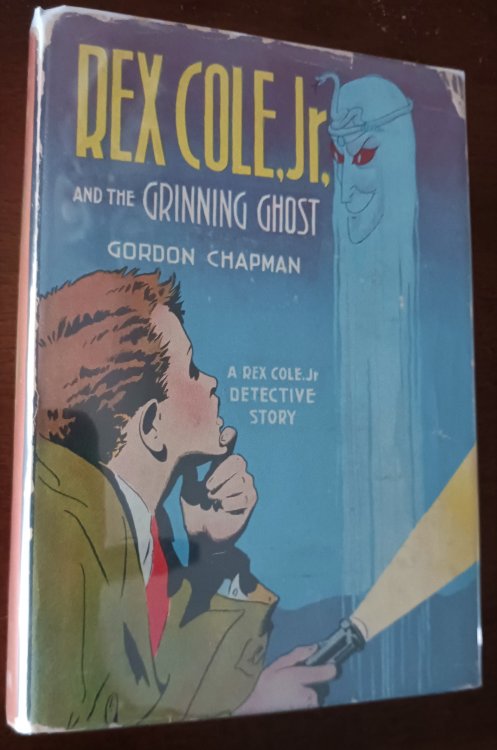 REX COLE, Jr,
AND THE GRINNING GHOST
GORDON CHAPMAN
A REX COLE. Jr
DETECTIVE
STORY